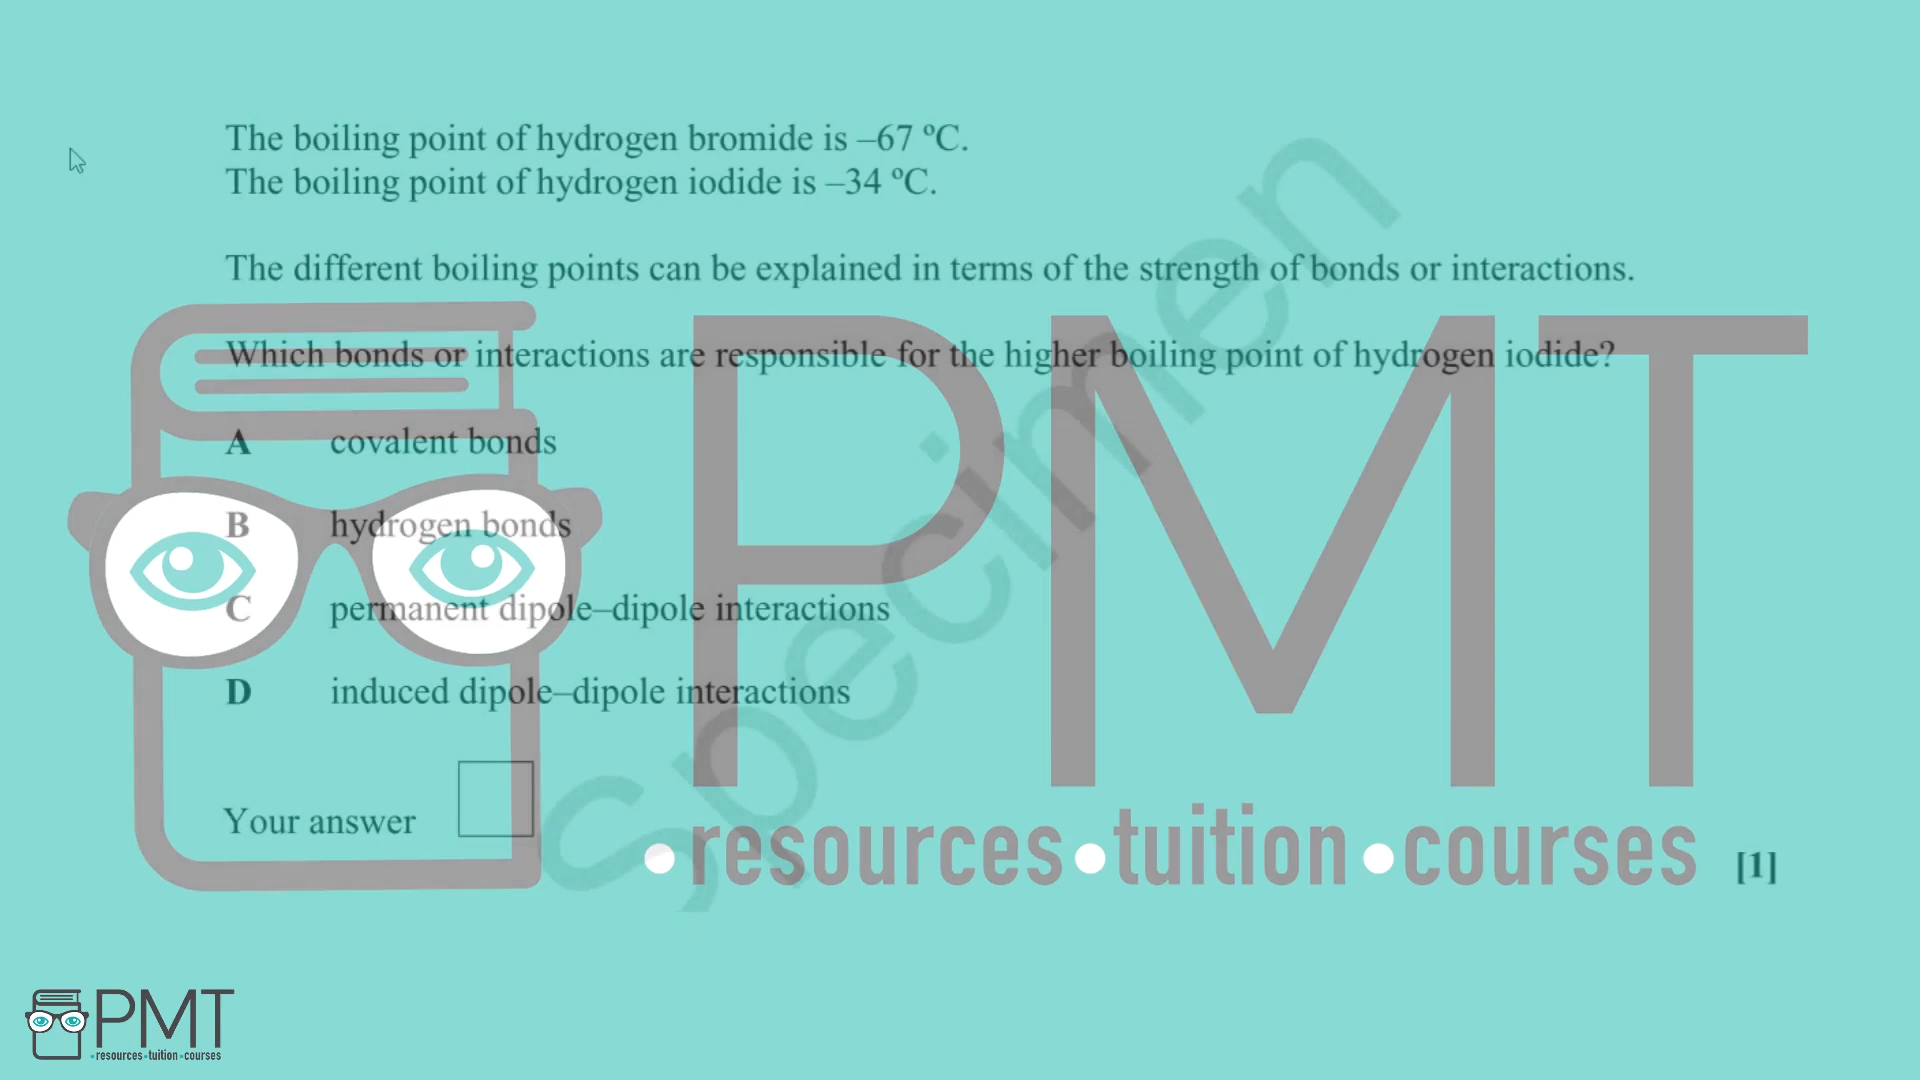 The boiling point of hydrogen bromide is –67 ºC.
The boiling point of hydrogen iodide is –34 ºC.
The different boiling points can be explained in terms of the strength of bonds or interactions.
Which bonds or interactions are responsible for the higher boiling point of hydrogen iodide?
A covalent bonds
B hydrogen bonds
C permanent dipole–dipole interactions
D induced dipole–dipole interactions
Your answer
[1]
Specimen
PMT
•resources•tuition•courses
PMT
•resources•tuition•courses